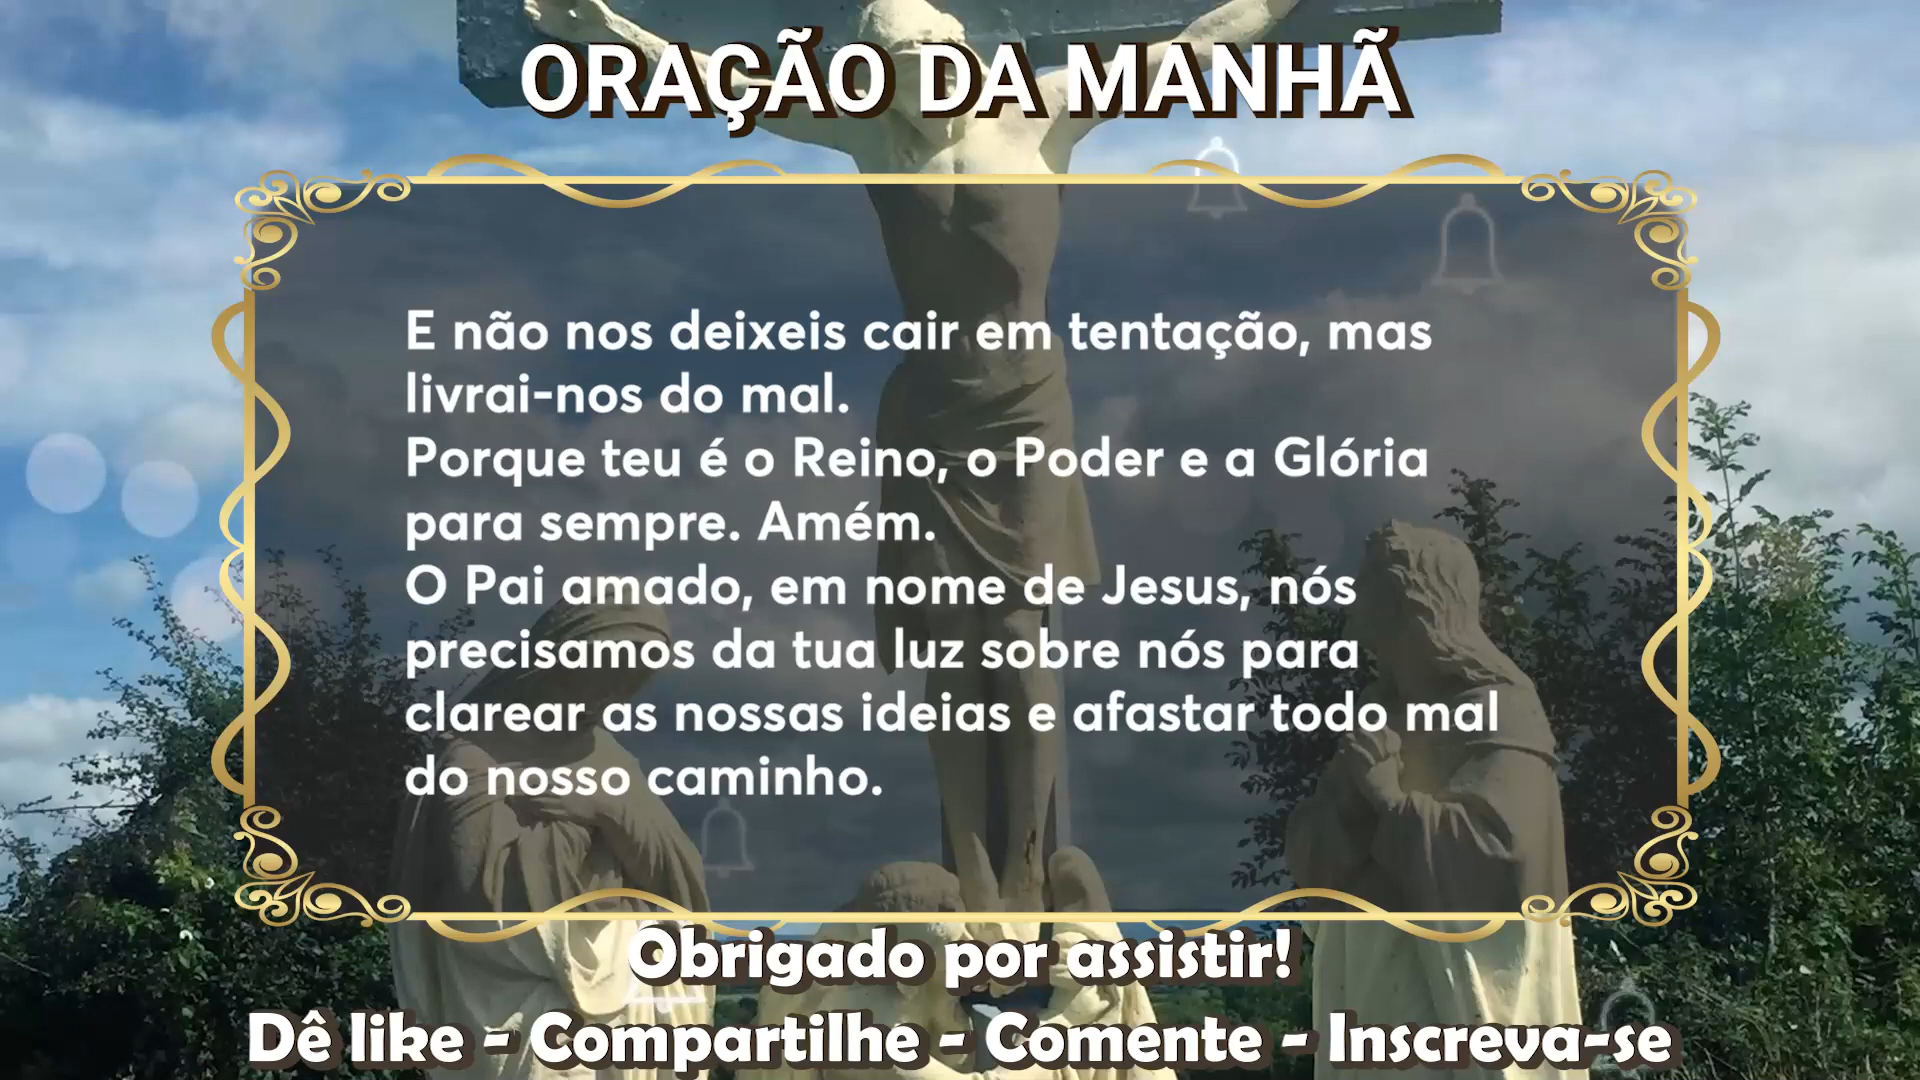 ORAÇÃO DA MANHÃ
E não nos deixeis cair em tentação, mas
livrai-nos do mal.
Porque teu é o Reino, o Poder e a Glória
para sempre. Amém.
O Pai amado, em nome de Jesus, nós
precisamos da tua luz sobre nós para
clarear as nossas ideias e afastar todo mal
do nosso caminho.
Obrigado por assistir!
Dê like - Compartilhe - Comente - Inscreva-se